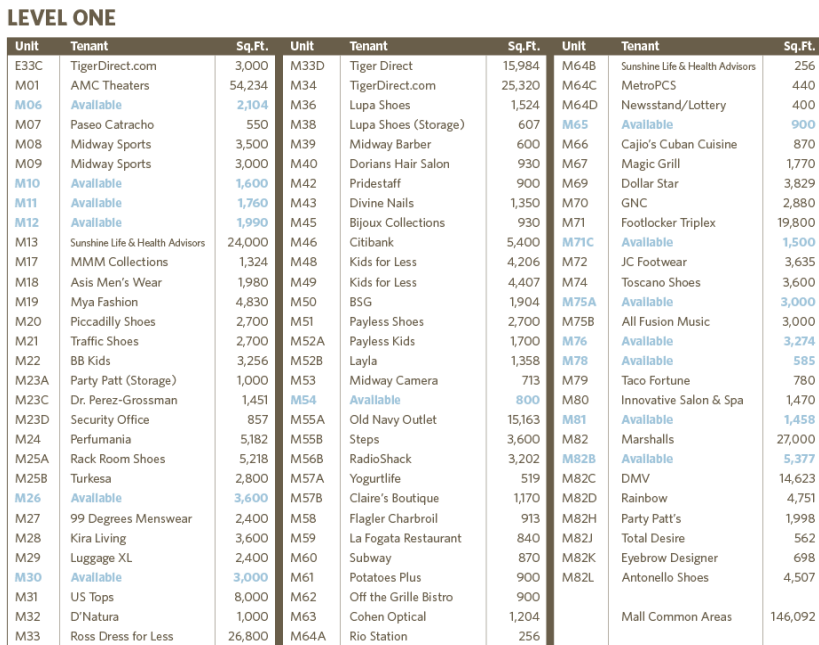 LEVEL ONE
Unit Tenant Sq.Ft. Unit Tenant Sq.Ft. Unit Tenant Sq.Ft.
E33C TigerDirect.com 3,000 M33D Tiger Direct 15,984 M64B Sunshine Life & Health Advisors 256
M01 AMC Theaters 54,234 M34 TigerDirect.com 25,320 M64C MetroPCS 440
M06 Available 2,104 M36 Lupa Shoes 1,524 M64D Newsstand/Lottery 400
M07 Paseo Catracho 550 M38 Lupa Shoes (Storage) 607 M65 Available 900
M08 Midway Sports 3,500 M39 Midway Barber 600 M66 Cajio's Cuban Cuisine 870
M09 Midway Sports 3,000 M40 Dorians Hair Salon 930 M67 Magic Grill 1,770
M10 Available 1,600 M42 Pridestaff 900 M69 Dollar Star 3,829
M11 Available 1,760 M43 Divine Nails 1,350 M70 GNC 2,880
M12 Available 1,990 M45 Bijoux Collections 930 M71 Footlocker Triplex 19,800
M13 Sunshine Life & Health Advisors 24,000 M46 Citibank 5,400 M71C Available 1,500
M17 MMM Collections 1,324 M48 Kids for Less 4,206 M72 JC Footwear 3,635
M18 Asis Men's Wear 1,980 M49 Kids for Less 4,407 M74 Toscano Shoes 3,600
M19 Mya Fashion 4,830 M50 BSG 1,904 M75A Available 3,000
M20 Piccadilly Shoes 2,700 M51 Payless Shoes 2,700 M75B All Fusion Music 3,000
M21 Traffic Shoes 2,700 M52A Payless Kids 1,700 M76 Available 3,274
M22 BB Kids 3,256 M52B Layla 1,358 M78 Available 585
M23A Party Patt (Storage) 1,000 M53 Midway Camera 713 M79 Taco Fortune 780
M23C Dr. Perez-Grossman 1,451 M54 Available 800 M80 Innovative Salon & Spa 1,470
M23D Security Office 857 M55A Old Navy Outlet 15,163 M81 Available 1,458
M24 Perfumania 5,182 M55B Steps 3,600 M82 Marshalls 27,000
M25A Rack Room Shoes 5,218 M56B RadioShack 3,202 M82B Available 5,377
M25B Turkesa 2,800 M57A Yogurtlife 519 M82C DMV 14,623
M26 Available 3,600 M57B Claire's Boutique 1,170 M82D Rainbow 4,751
M27 99 Degrees Menswear 2,400 M58 Flagler Charbroil 913 M82H Party Patt's 1,998
M28 Kira Living 3,600 M59 La Fogata Restaurant 840 M82J Total Desire 562
M29 Luggage XL 2,400 M60 Subway 870 M82K Eyebrow Designer 698
M30 Available 3,000 M61 Potatoes Plus 900 M82L Antonello Shoes 4,507
M31 US Tops 8,000 M62 Off the Grille Bistro 900
M32 D'Natura 1,000 M63 Cohen Optical 1,204 Mall Common Areas 146,092
M33 Ross Dress for Less 26,800 M64A Rio Station 256